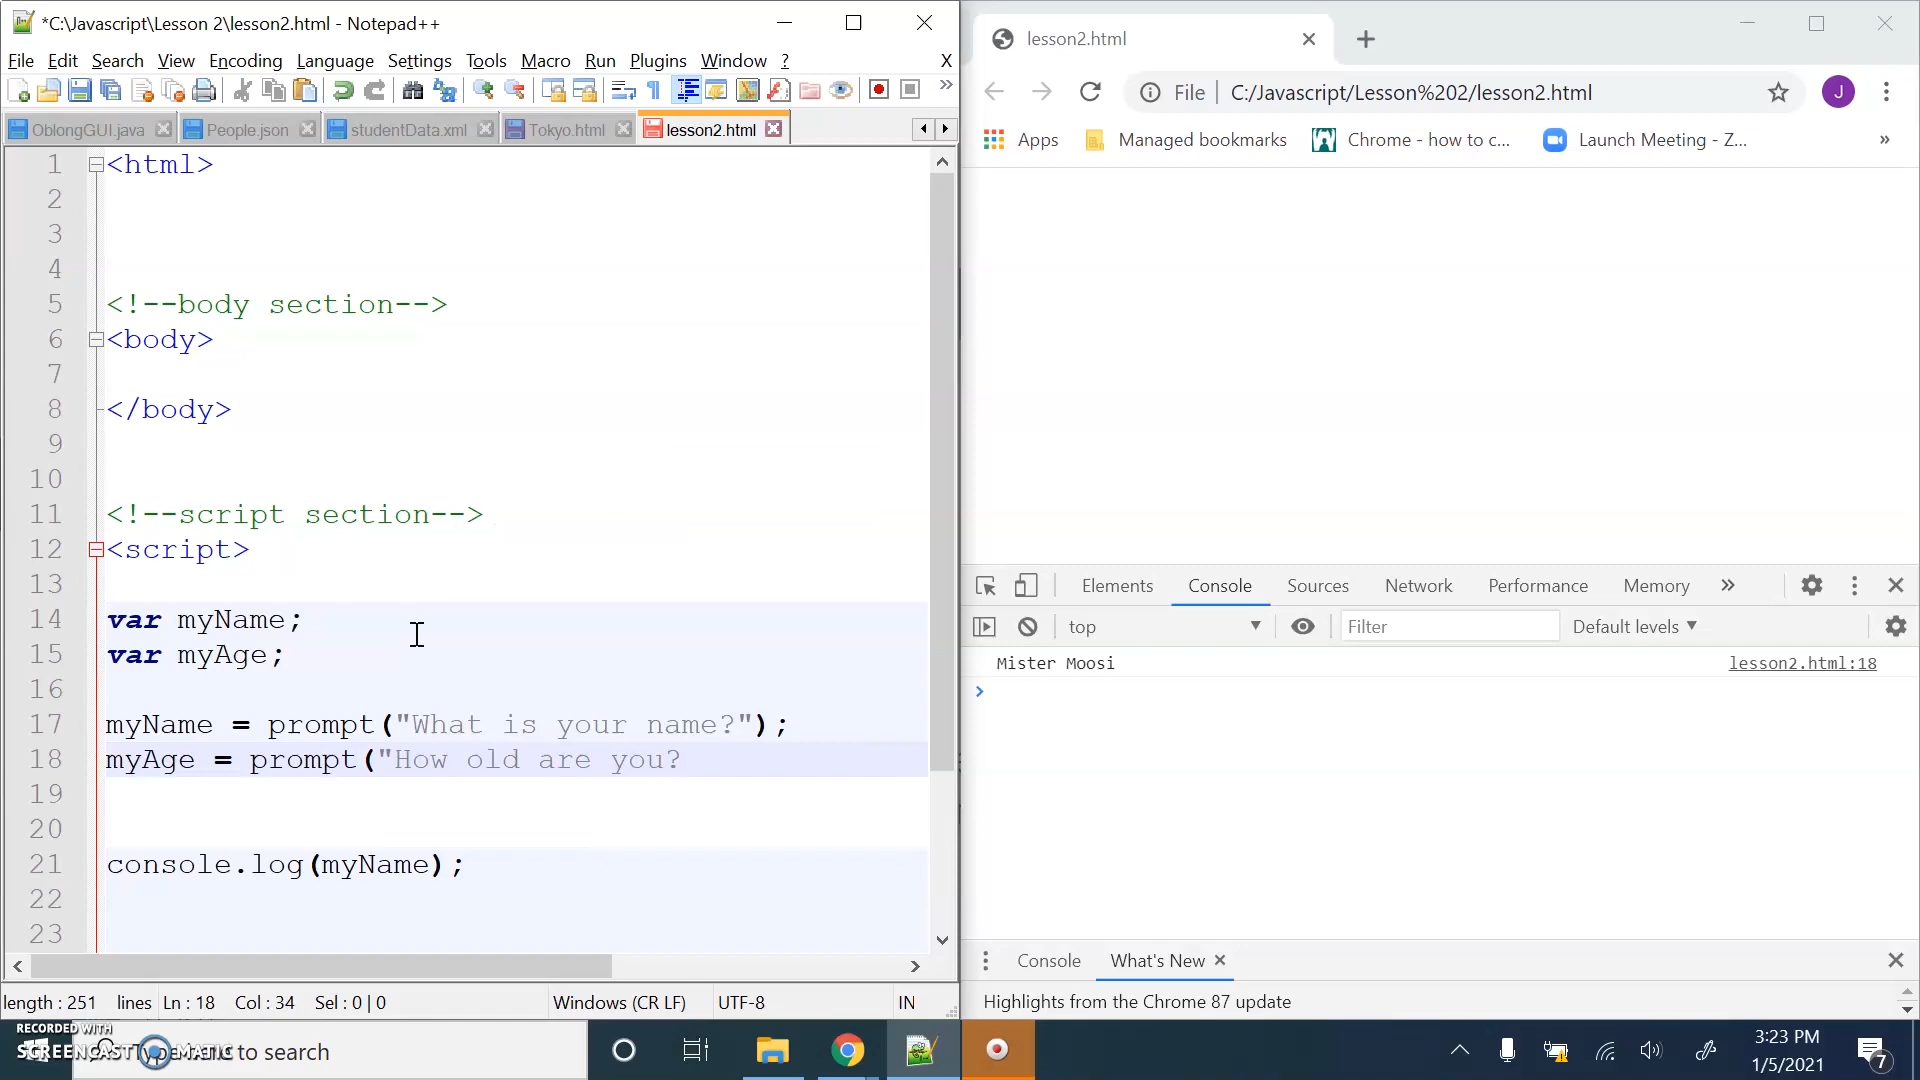 *C:\Javascript\Lesson 2\lesson2.html - Notepad++
File Edit Search View Encoding Language Settings Tools Macro Run Plugins Window ? X
OblongGUI.java People.json studentData.xml Tokyo.html lesson2.html
1 <html>
2
3
4
5 <!--body section-->
6 <body>
7
8 </body>
9
10
11 <!--script section-->
12 <script>
13
14 var myName;
15 var myAge;
16
17 myName = prompt("What is your name?");
18 myAge = prompt("How old are you?
19
20
21 console.log(myName);
22
23
length : 251 lines Ln : 18 Col : 34 Sel : 0 | 0 Windows (CR LF) UTF-8 IN
lesson2.html
File C:/Javascript/Lesson%202/lesson2.html J
Apps Managed bookmarks Chrome - how to c... Launch Meeting - Z... »
Elements Console Sources Network Performance Memory »
top Filter Default levels
Mister Moosi lesson2.html:18
Console What's New
Highlights from the Chrome 87 update
RECORDED WITH
SCREENCAST MATIC
to search
3:23 PM
1/5/2021
7